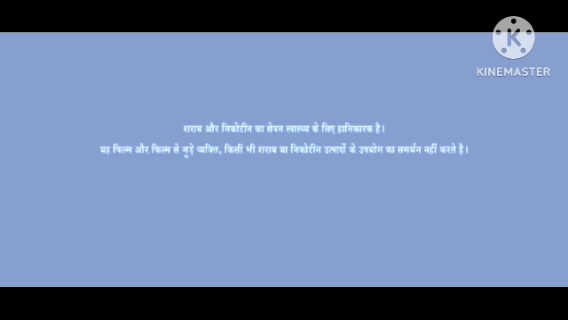 KINEMASTER
शराब और निकोटीन का सेवन स्वास्थ्य के लिए हानिकारक है।
यह फिल्म और फिल्म से जुड़े व्यक्ति, किसी भी शराब या निकोटीन उत्पादों के उपयोग का समर्थन नहीं करते है।